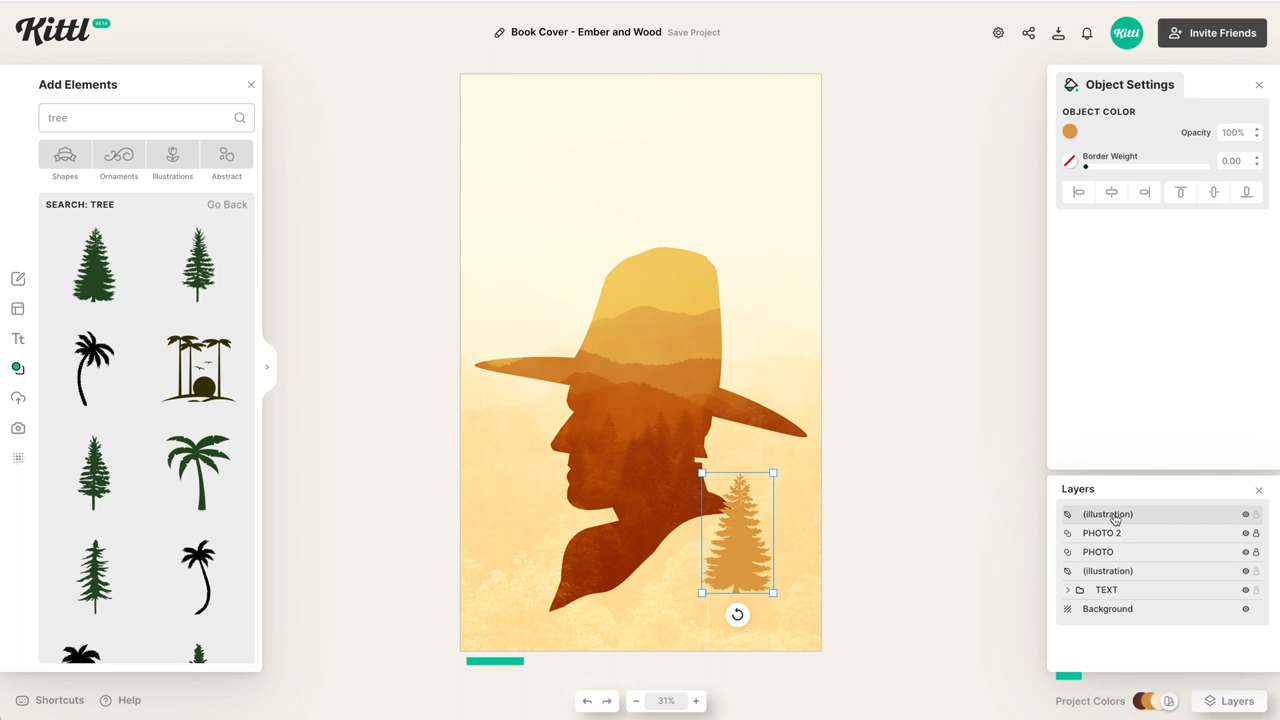 Kittl BETA
Book Cover - Ember and Wood Save Project
Kittl
Invite Friends
Add Elements
tree
Shapes Ornaments Illustrations Abstract
SEARCH: TREE Go Back
Tt
Object Settings
OBJECT COLOR
Opacity 100%
Border Weight
0.00
Layers
(illustration)
PHOTO 2
PHOTO
(illustration)
TEXT
Background
Shortcuts Help
31%
Project Colors Layers